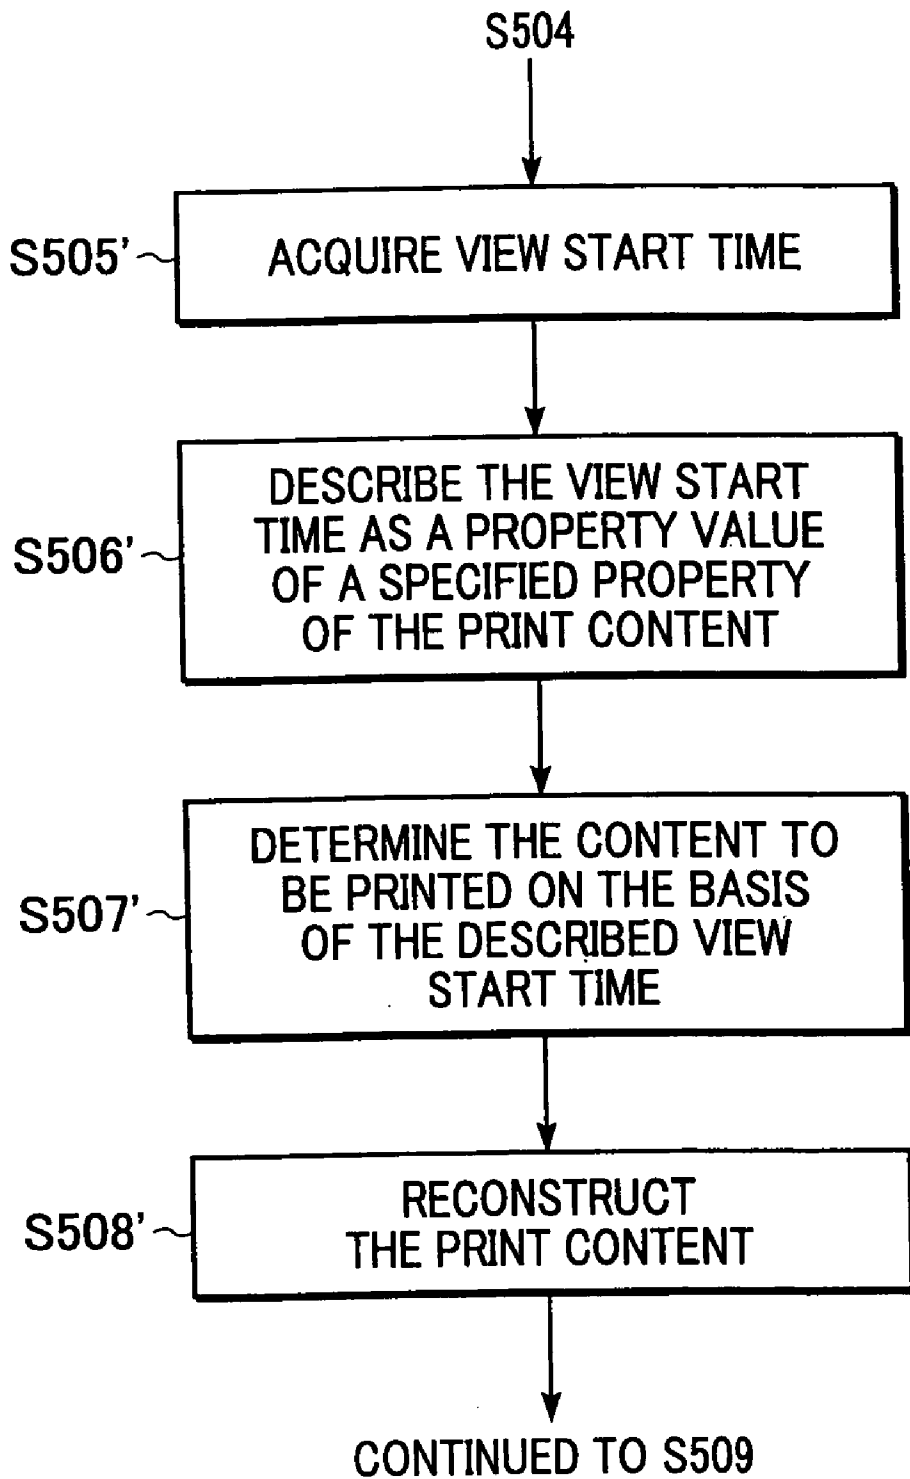 S504
S505'
ACQUIRE VIEW START TIME
S506'
DESCRIBE THE VIEW START
TIME AS A PROPERTY VALUE
OF A SPECIFIED PROPERTY
OF THE PRINT CONTENT
S507'
DETERMINE THE CONTENT TO
BE PRINTED ON THE BASIS
OF THE DESCRIBED VIEW
START TIME
S508'
RECONSTRUCT
THE PRINT CONTENT
CONTINUED TO S509